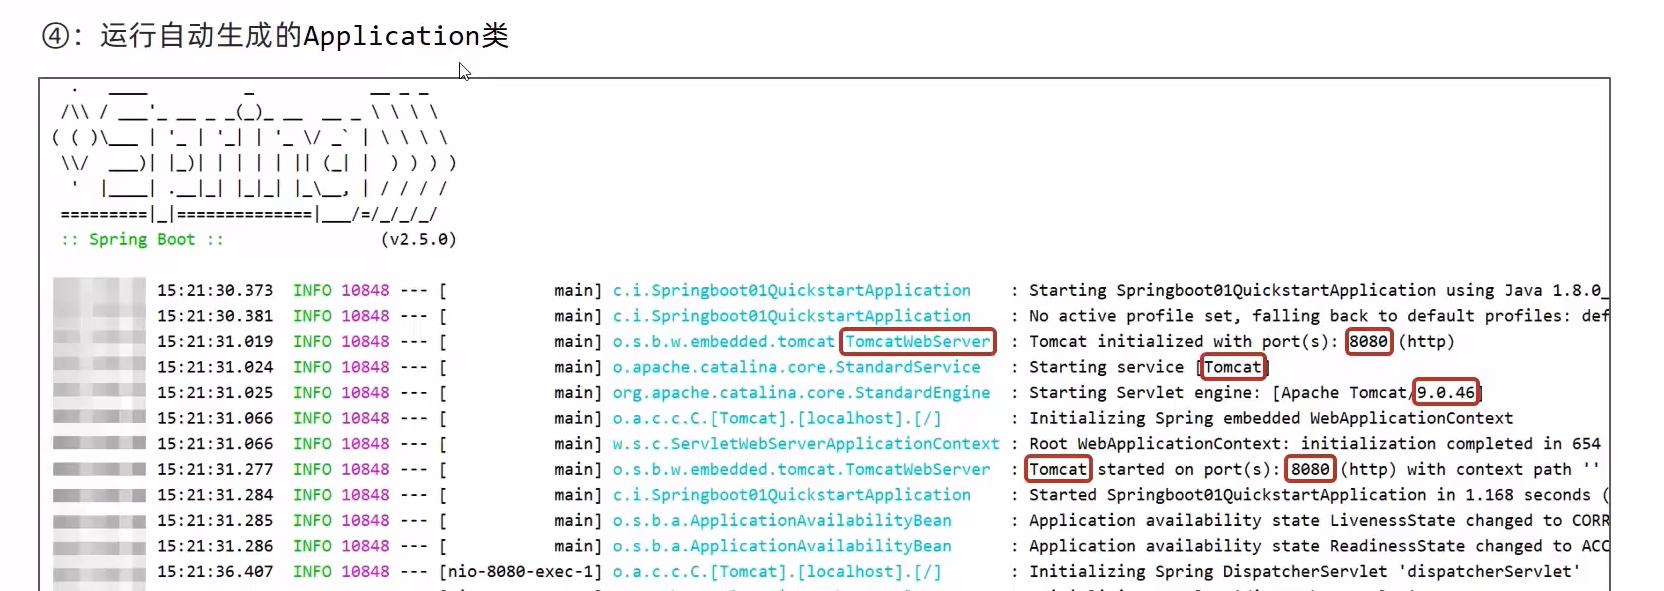 ④：运行自动生成的Application类
  .   ____          _            __ _ _
 /\\ / ___'_ __ _ _(_)_ __  __ _ \ \ \ \
( ( )\___ | '_ | '_| | '_ \/ _` | \ \ \ \
 \\/  ___)| |_)| | | | | || (_| |  ) ) ) )
  '  |____| .__|_| |_|_| |_\__, | / / / /
 =========|_|==============|___/=/_/_/_/
:: Spring Boot ::                (v2.5.0)
15:21:30.373  INFO 10848 --- [           main] c.i.Springboot01QuickstartApplication    : Starting Springboot01QuickstartApplication using Java 1.8.0_
15:21:30.381  INFO 10848 --- [           main] c.i.Springboot01QuickstartApplication    : No active profile set, falling back to default profiles: def
15:21:31.019  INFO 10848 --- [           main] o.s.b.w.embedded.tomcat TomcatWebServer  : Tomcat initialized with port(s): 8080 (http)
15:21:31.024  INFO 10848 --- [           main] o.apache.catalina.core.StandardService   : Starting service [Tomcat]
15:21:31.025  INFO 10848 --- [           main] org.apache.catalina.core.StandardEngine  : Starting Servlet engine: [Apache Tomcat/9.0.46]
15:21:31.066  INFO 10848 --- [           main] o.a.c.c.C.[Tomcat].[localhost].[/]       : Initializing Spring embedded WebApplicationContext
15:21:31.066  INFO 10848 --- [           main] w.s.c.ServletWebServerApplicationContext : Root WebApplicationContext: initialization completed in 654
15:21:31.277  INFO 10848 --- [           main] o.s.b.w.embedded.tomcat.TomcatWebServer  : Tomcat started on port(s): 8080 (http) with context path ''
15:21:31.284  INFO 10848 --- [           main] c.i.Springboot01QuickstartApplication    : Started Springboot01QuickstartApplication in 1.168 seconds (
15:21:31.285  INFO 10848 --- [           main] o.s.b.a.ApplicationAvailabilityBean      : Application availability state LivenessState changed to CORR
15:21:31.286  INFO 10848 --- [           main] o.s.b.a.ApplicationAvailabilityBean      : Application availability state ReadinessState changed to ACC
15:21:36.407  INFO 10848 --- [nio-8080-exec-1] o.a.c.c.C.[Tomcat].[localhost].[/]       : Initializing Spring DispatcherServlet 'dispatcherServlet'